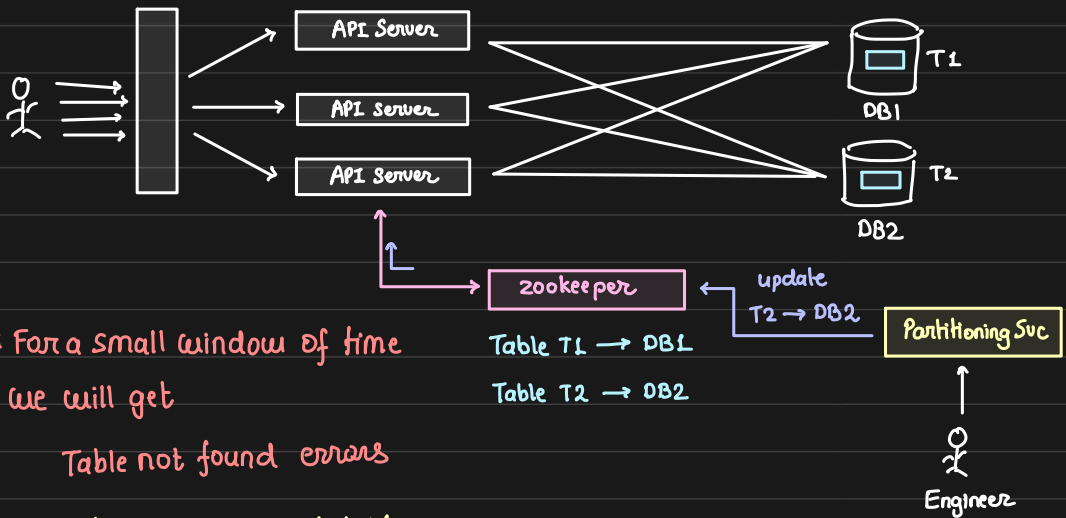 API Server
T1
API server
DB1
API server
T2
DB2
zookeeper
update
T2 → DB2
Partitioning Svc
For a small window of time
we will get
Table not found errors
Table T1 → DB1
Table T2 → DB2
Engineer